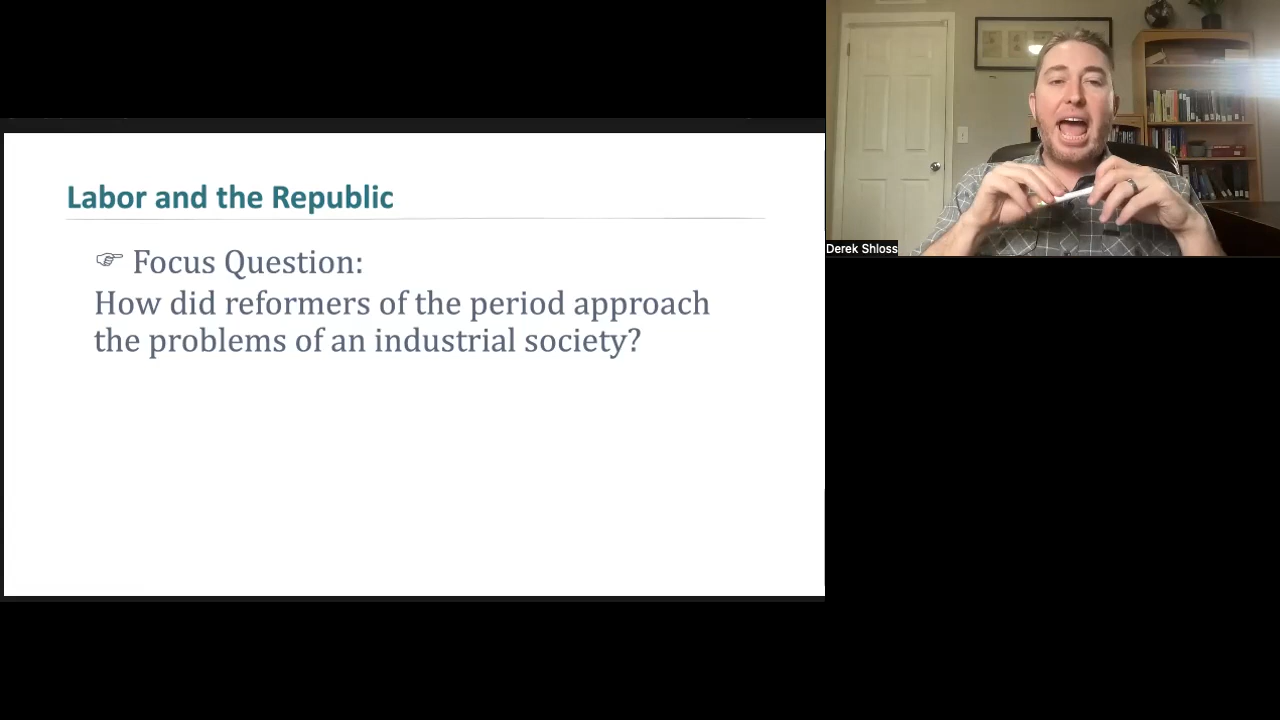 Labor and the Republic
☞ Focus Question:
How did reformers of the period approach
the problems of an industrial society?
Derek Shloss